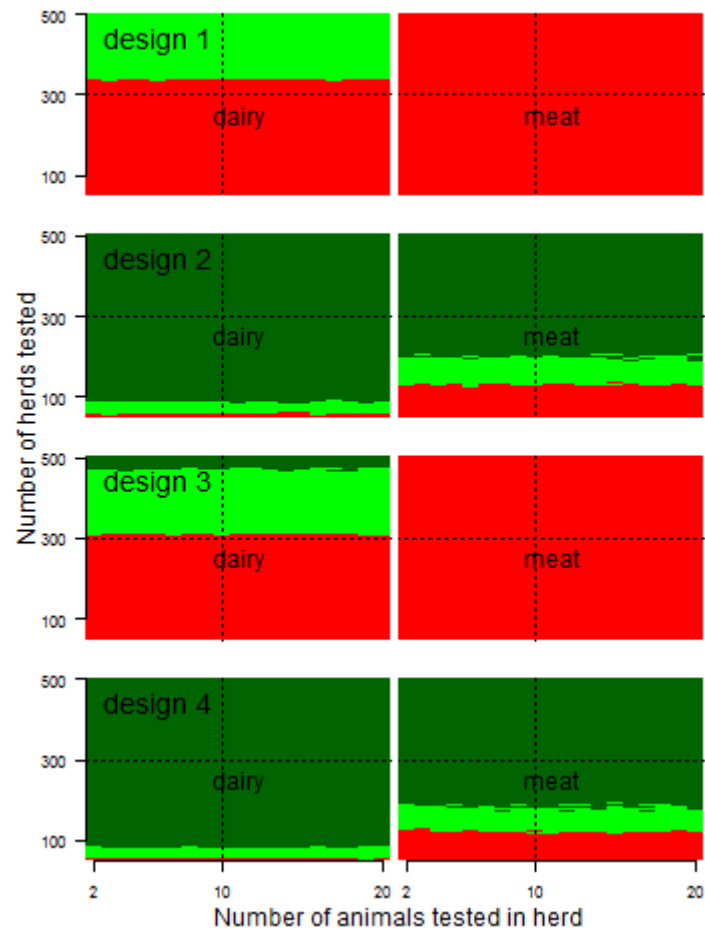 500
design 1
300
dairy
meat
100
500
design 2
300
dairy
meat
100
Number of herds tested
500
design 3
300
dairy
meat
100
500
design 4
300
dairy
meat
100
2
10
20
2
10
20
Number of animals tested in herd